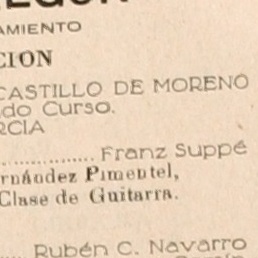 AMIENTO
CION
CASTILLO DE MORENO
do Curso.
RCIA
................ Franz Suppé
rnández Pimentel,
Clase de Guitarra.
.... Rubén C. Navarro